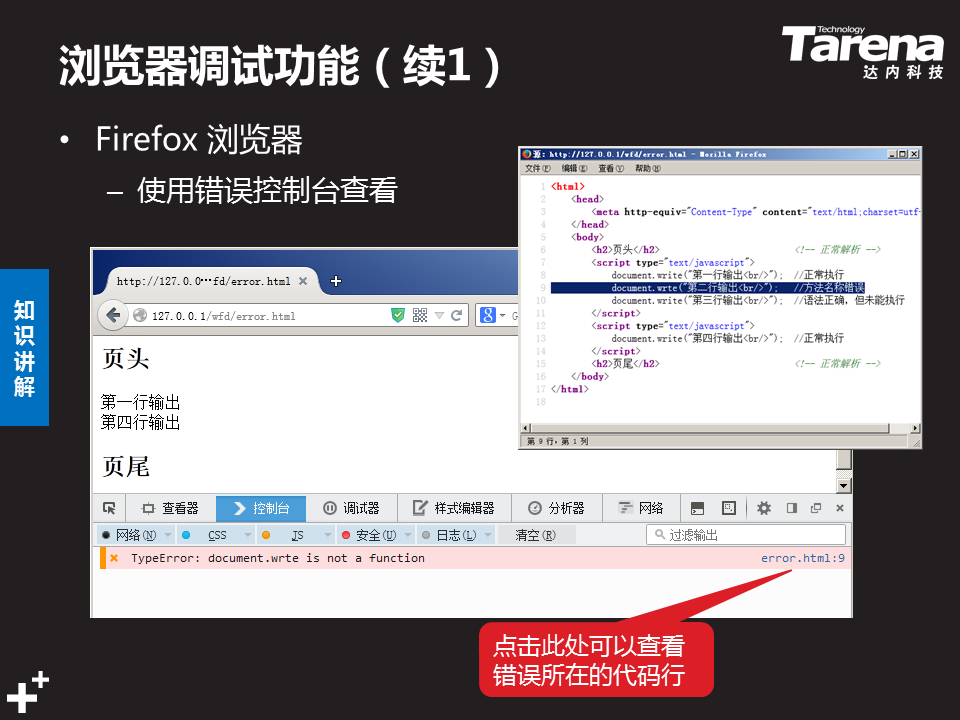 浏览器调试功能（续1）
Technology
Tarena
达内科技
• Firefox 浏览器
– 使用错误控制台查看
知识讲解
源: http://127.0.0.1/wfd/error.html - Mozilla Firefox
文件(F) 编辑(E) 查看(V) 帮助(H)
1 <html>
2 <head>
3 <meta http-equiv="Content-Type" content="text/html;charset=utf-
4 </head>
5 <body>
6 <h2>页头</h2> <!-- 正常解析 -->
7 <script type="text/javascript">
8 document.write("第一行输出<br/>"); //正常执行
9 document.wrte("第二行输出<br/>"); //方法名称错误
10 document.write("第三行输出<br/>"); //语法正确，但未能执行
11 </script>
12 <script type="text/javascript">
13 document.write("第四行输出<br/>"); //正常执行
14 </script>
15 <h2>页尾</h2> <!-- 正常解析 -->
16 </body>
17 </html>
18
第 9 行，第 1 列
http://127.0.0···fd/error.html × +
127.0.0.1/wfd/error.html 8 G
页头
第一行输出
第四行输出
页尾
查看器 控制台 调试器 样式编辑器 分析器 网络
网络(N) CSS JS 安全(U) 日志(L) 清空(R) 过滤输出
TypeError: document.wrte is not a function error.html:9
点击此处可以查看
错误所在的代码行